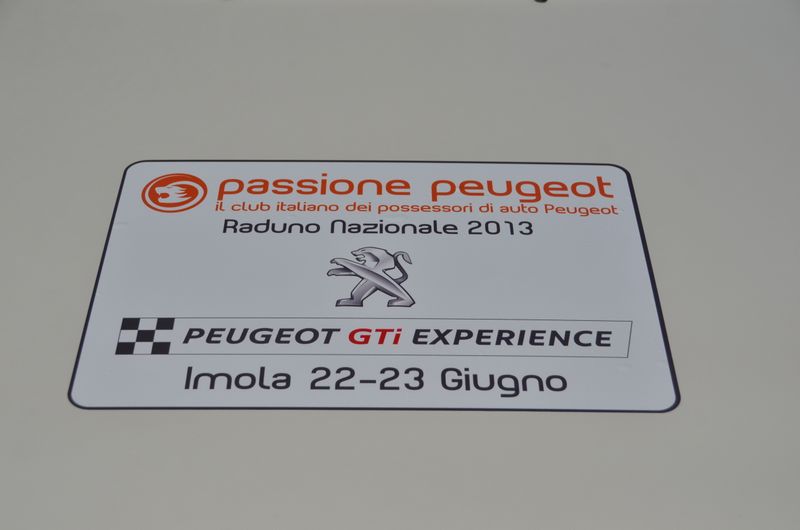 passione peugeot
il club italiano dei possessori di auto Peugeot
Raduno Nazionale 2013
PEUGEOT GTi EXPERIENCE
Imola 22-23 Giugno